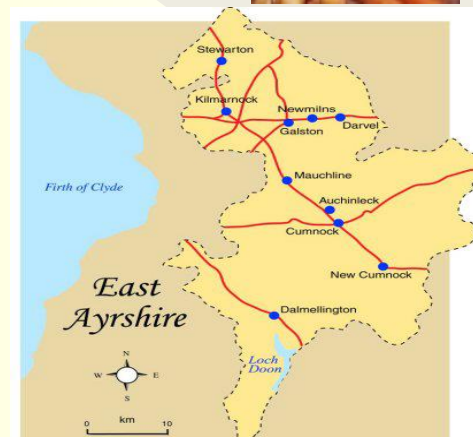 Stewarton
Kilmarnock
Newmilns
Galston
Darvel
Firth of Clyde
Mauchline
Auchinleck
Cumnock
New Cumnock
East
Ayrshire
Dalmellington
Loch
Doon
N
W E
S
km
0 10